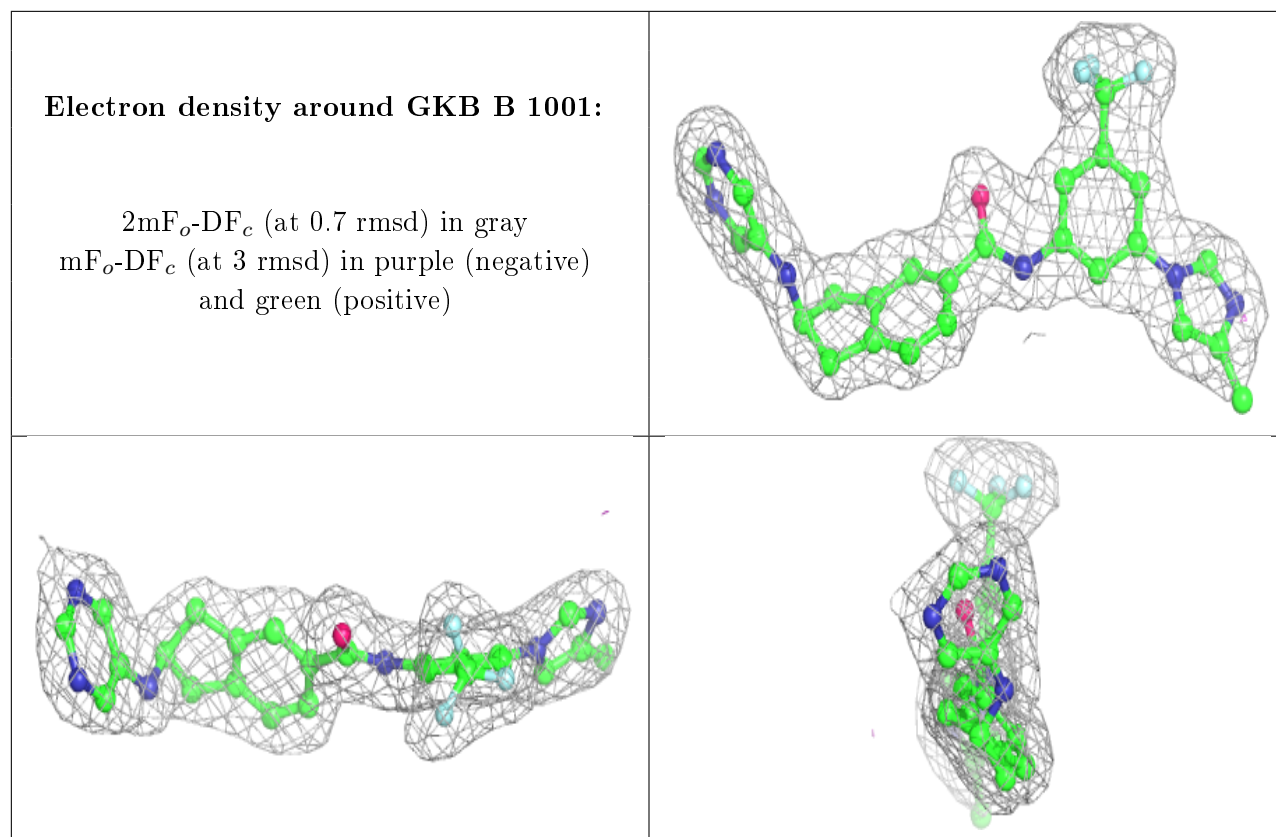 Electron density around GKB B 1001:
2mFo-DFc (at 0.7 rmsd) in gray
mFo-DFc (at 3 rmsd) in purple (negative)
and green (positive)